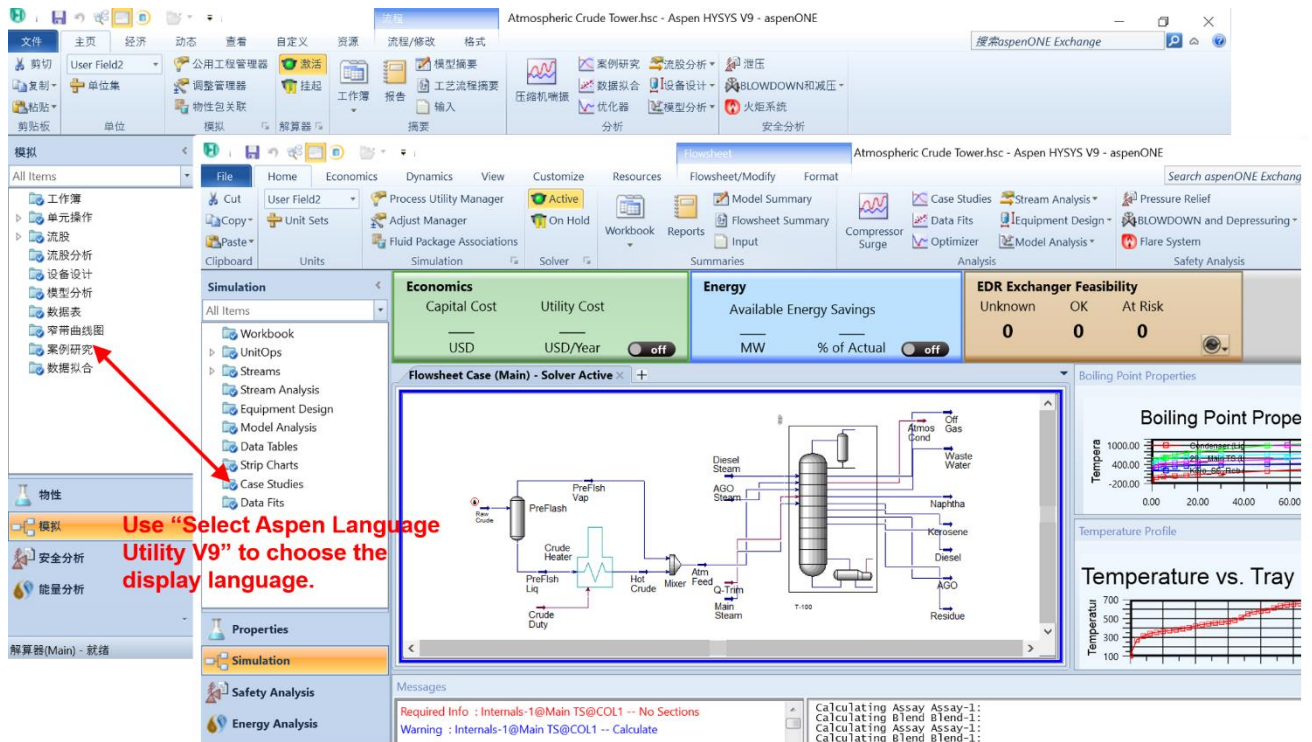 流程
Atmospheric Crude Tower.hsc - Aspen HYSYS V9 - aspenONE
文件 主页 经济 动态 查看 自定义 资源 流程/修改 格式
搜索aspenONE Exchange
剪切 User Field2 公用工程管理器 激活 模型摘要 案例研究 流股分析 泄压
复制 单位集 调整管理器 挂起 工作簿 报告 工艺流程摘要 压缩机喘振 数据拟合 设备设计 BLOWDOWN和减压
粘贴 物性包关联 输入 优化器 模型分析 火炬系统
剪贴板 单位 模拟 解算器 摘要 分析 安全分析
模拟
All Items
工作簿
单元操作
流股
流股分析
设备设计
模型分析
数据表
窄带曲线图
案例研究
数据拟合
物性
模拟
安全分析
能量分析
解算器(Main) - 就绪
Use “Select Aspen Language
Utility V9” to choose the
display language.
Flowsheet
Atmospheric Crude Tower.hsc - Aspen HYSYS V9 - aspenONE
File Home Economics Dynamics View Customize Resources Flowsheet/Modify Format
Search aspenONE Exchang
Cut User Field2 Process Utility Manager Active Model Summary Case Studies Stream Analysis Pressure Relief
Copy Unit Sets Adjust Manager On Hold Workbook Reports Flowsheet Summary Compressor Surge Data Fits Equipment Design BLOWDOWN and Depressuring
Paste Fluid Package Associations Input Optimizer Model Analysis Flare System
Clipboard Units Simulation Solver Summaries Analysis Safety Analysis
Simulation
All Items
Workbook
UnitOps
Streams
Stream Analysis
Equipment Design
Model Analysis
Data Tables
Strip Charts
Case Studies
Data Fits
Properties
Simulation
Safety Analysis
Energy Analysis
Economics
Capital Cost Utility Cost
USD USD/Year off
Energy
Available Energy Savings
MW % of Actual off
EDR Exchanger Feasibility
Unknown OK At Risk
0 0 0
Flowsheet Case (Main) - Solver Active
Raw
Crude
PreFlash
PreFlsh
Vap
PreFlsh
Liq
Crude
Heater
Crude
Duty
Hot
Crude
Mixer
Atm
Feed
Diesel
Steam
AGO
Steam
Q-Trim
Main
Steam
T-100
Atmos
Cond
Off
Gas
Waste
Water
Naphtha
Kerosene
Diesel
AGO
Residue
Boiling Point Properties
Boiling Point Prope
Tempera
1000.00
400.00
-200.00
0.00 20.00 40.00 60.00
Temperature Profile
Temperature vs. Tray
Temperatur
700
500
300
100
Messages
Required Info : Internals-1@Main TS@COL1 -- No Sections
Warning : Internals-1@Main TS@COL1 -- Calculate
Calculating Assay Assay-1:
Calculating Blend Blend-1:
Calculating Assay Assay-1:
Calculating Blend Blend-1: